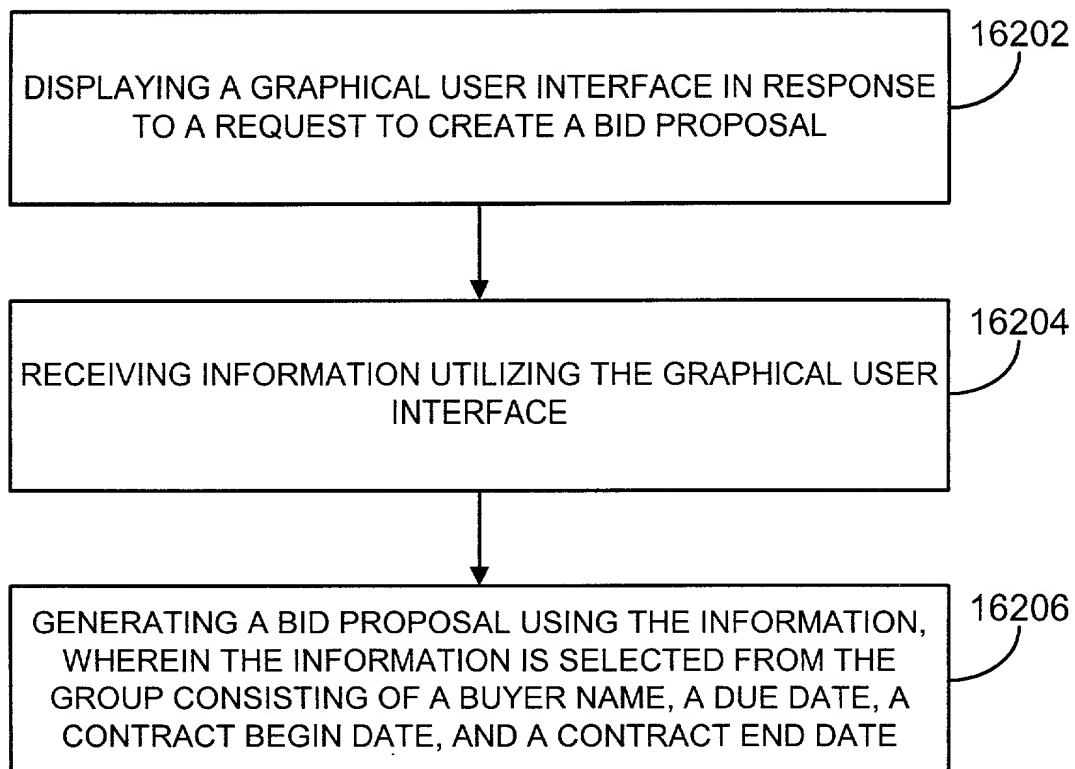 16202
DISPLAYING A GRAPHICAL USER INTERFACE IN RESPONSE
TO A REQUEST TO CREATE A BID PROPOSAL
16204
RECEIVING INFORMATION UTILIZING THE GRAPHICAL USER
INTERFACE
16206
GENERATING A BID PROPOSAL USING THE INFORMATION,
WHEREIN THE INFORMATION IS SELECTED FROM THE
GROUP CONSISTING OF A BUYER NAME, A DUE DATE, A
CONTRACT BEGIN DATE, AND A CONTRACT END DATE